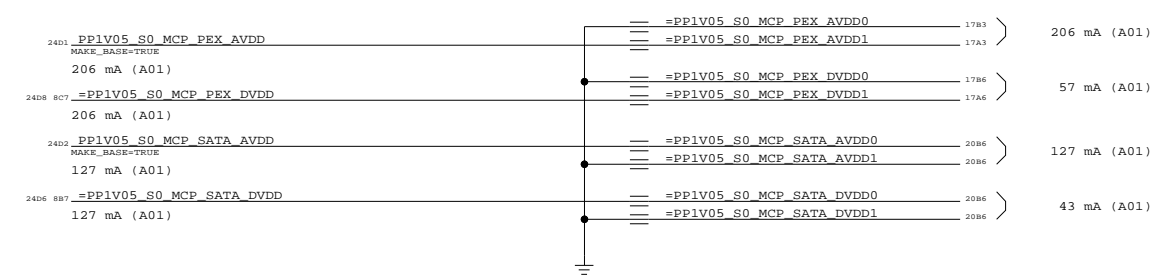 =PP1V05_S0_MCP_PEX_AVDD0 17B3
24D1 PP1V05_S0_MCP_PEX_AVDD =PP1V05_S0_MCP_PEX_AVDD1 17A3 206 mA (A01)
MAKE_BASE=TRUE
206 mA (A01)
=PP1V05_S0_MCP_PEX_DVDD0 17B6
24D8 8C7 =PP1V05_S0_MCP_PEX_DVDD =PP1V05_S0_MCP_PEX_DVDD1 17A6 57 mA (A01)
206 mA (A01)
24D2 PP1V05_S0_MCP_SATA_AVDD =PP1V05_S0_MCP_SATA_AVDD0 20B6
MAKE_BASE=TRUE =PP1V05_S0_MCP_SATA_AVDD1 20B6 127 mA (A01)
127 mA (A01)
24D6 8B7 =PP1V05_S0_MCP_SATA_DVDD =PP1V05_S0_MCP_SATA_DVDD0 20B6
127 mA (A01) =PP1V05_S0_MCP_SATA_DVDD1 20B6 43 mA (A01)